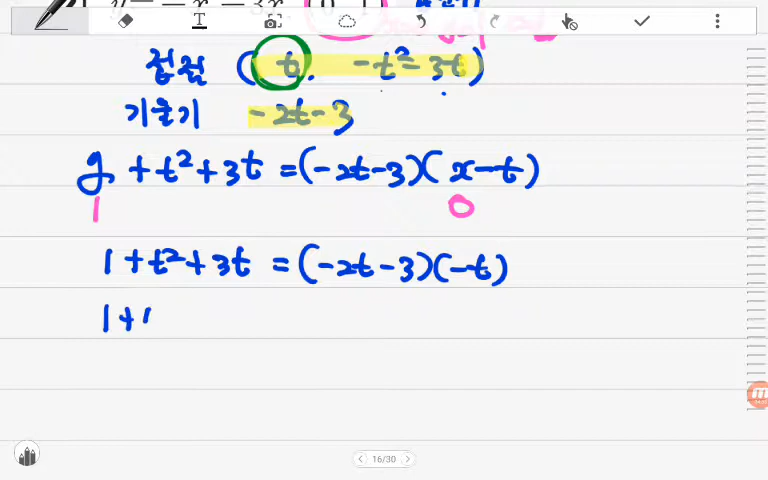 접점 (t, -t²-3t)
기울기 -2t-3
y + t² + 3t = (-2t-3)(x-t)
1 0
1 + t² + 3t = (-2t-3)(-t)
1+
16/30